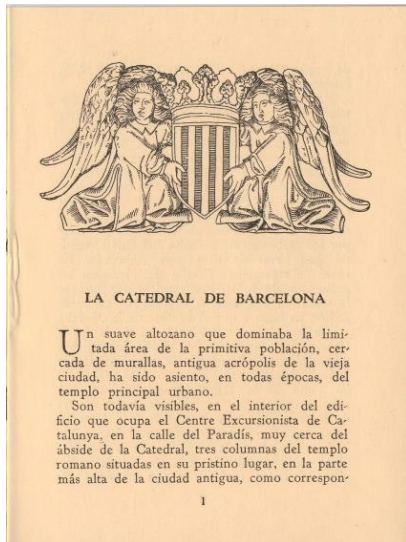 LA CATEDRAL DE BARCELONA
Un suave altozano que dominaba la limi-
tada área de la primitiva población, cer-
cada de murallas, antigua acrópolis de la vieja
ciudad, ha sido asiento, en todas épocas, del
templo principal urbano.
Son todavía visibles, en el interior del edi-
ficio que ocupa el Centre Excursionista de Ca-
talunya, en la calle del Paradís, muy cerca del
ábside de la Catedral, tres columnas del templo
romano situadas en su pristino lugar, en la parte
más alta de la ciudad antigua, como correspon-
1